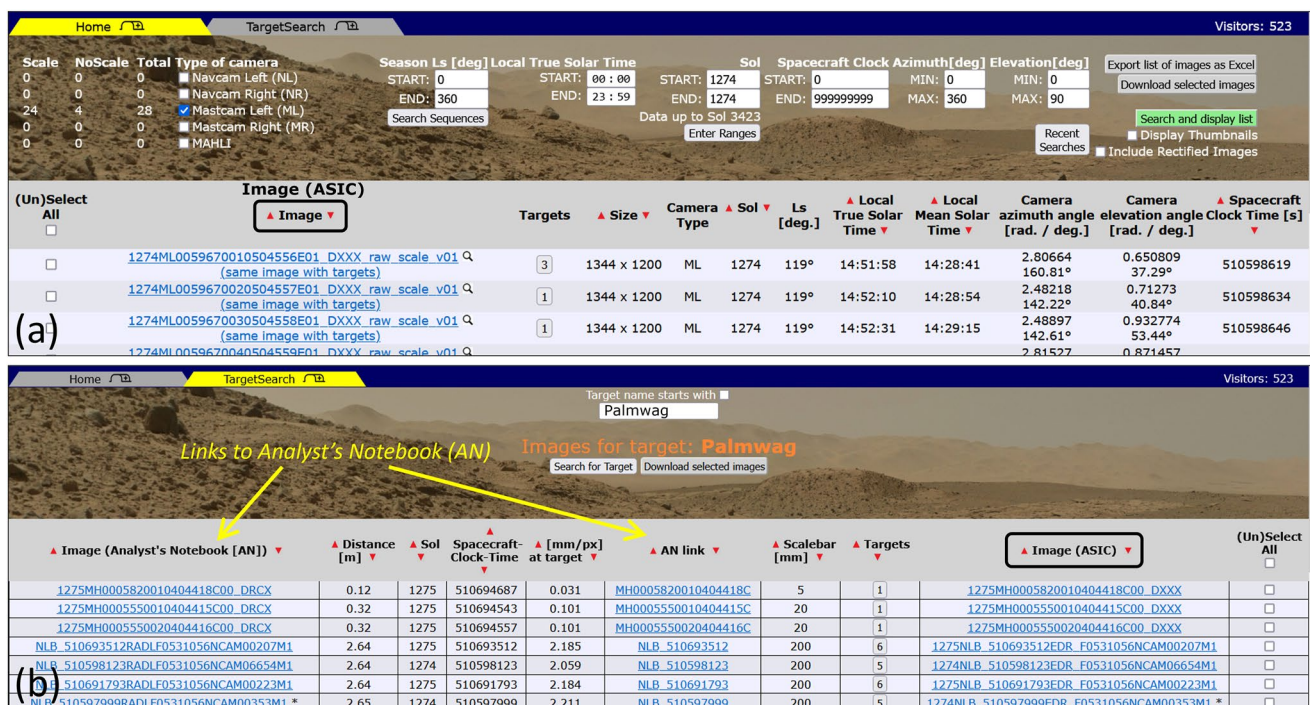 Home TargetSearch Visitors: 523
Scale NoScale Total Type of camera Season Ls [deg] Local True Solar Time Sol Spacecraft Clock Azimuth[deg] Elevation[deg] Export list of images as Excel
0 0 0 Navcam Left (NL) START: 0 START: 00 : 00 START: 1274 START: 0 MIN: 0 MIN: 0 Download selected images
0 0 0 Navcam Right (NR) END: 360 END: 23 : 59 END: 1274 END: 999999999 MAX: 360 MAX: 90
24 4 28 Mastcam Left (ML) Search Sequences Data up to Sol 3423 Search and display list
0 0 0 Mastcam Right (MR) Enter Ranges Recent Searches Display Thumbnails
0 0 0 MAHLI Include Rectified Images
Image (ASIC)
(Un)Select All ▲ Image ▼ Targets ▲ Size ▼ Camera Type ▲ Sol ▼ Ls [deg.] ▲ Local True Solar Time ▼ ▲ Local Mean Solar Time ▼ Camera azimuth angle [rad. / deg.] Camera elevation angle [rad. / deg.] ▲ Spacecraft Clock Time [s] ▼
1274ML0059670010504556E01_DXXX_raw_scale_v01 2.80664 0.650809
(same image with targets) 3 1344 x 1200 ML 1274 119° 14:51:58 14:28:41 160.81° 37.29° 510598619
1274ML0059670020504557E01_DXXX_raw_scale_v01 2.48218 0.71273
(same image with targets) 1 1344 x 1200 ML 1274 119° 14:52:10 14:28:54 142.22° 40.84° 510598634
1274ML0059670030504558E01_DXXX_raw_scale_v01 2.48897 0.932774
(same image with targets) 1 1344 x 1200 ML 1274 119° 14:52:31 14:29:15 142.61° 53.44° 510598646
(a)
1274ML0059670040504559E01_DXXX_raw_scale_v01 2.81527 0.871457
Home TargetSearch Visitors: 523
Target name starts with
Palmwag
Links to Analyst's Notebook (AN)
Images for target: Palmwag
Search for Target Download selected images
▲ Image (Analyst's Notebook [AN]) ▼ ▲ Distance [m] ▼ ▲ Sol ▼ ▲ Spacecraft-Clock-Time ▼ ▲ [mm/px] at target ▼ ▲ AN link ▼ ▲ Scalebar [mm] ▼ ▲ Targets ▼ ▲ Image (ASIC) ▼ (Un)Select All
1275MH0005820010404418C00_DRCX 0.12 1275 510694687 0.031 MH0005820010404418C 5 1 1275MH0005820010404418C00_DXXX
1275MH0005550010404415C00_DRCX 0.32 1275 510694543 0.101 MH0005550010404415C 20 1 1275MH0005550010404415C00_DXXX
1275MH0005550020404416C00_DRCX 0.32 1275 510694557 0.101 MH0005550020404416C 20 1 1275MH0005550020404416C00_DXXX
NLB_510693512RADLF0531056NCAM00207M1 2.64 1275 510693512 2.185 NLB_510693512 200 6 1275NLB_510693512EDR_F0531056NCAM00207M1
NLB_510598123RADLF0531056NCAM06654M1 2.64 1274 510598123 2.059 NLB_510598123 200 5 1274NLB_510598123EDR_F0531056NCAM06654M1
(b)
510691793RADLF0531056NCAM00223M1 2.64 1275 510691793 2.184 NLB_510691793 200 6 1275NLB_510691793EDR_F0531056NCAM00223M1
NLB_510597999RADLF0531056NCAM00353M1 * 2.65 1274 510597999 2.211 NLB_510597999 200 5 1274NLB_510597999EDR_F0531056NCAM00353M1 *